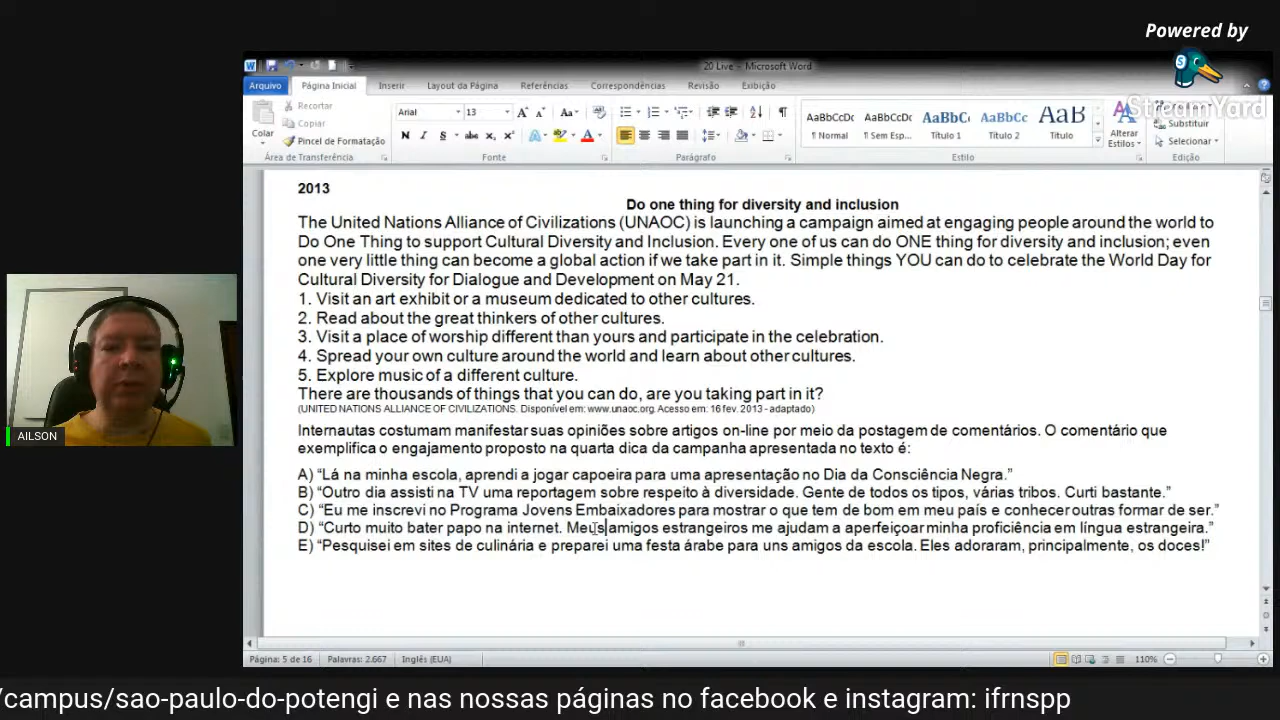 Powered by
StreamYard
20 Live - Microsoft Word
Arquivo Página Inicial Inserir Layout da Página Referências Correspondências Revisão Exibição
Recortar
Copiar
Pincel de Formatação
Colar
Área de Transferência
Arial 13
Fonte
Parágrafo
AaBbCcDc AaBbCcDc AaBbC AaBbCc AaB
¶ Normal ¶ Sem Esp... Título 1 Título 2 Título
Alterar Estilos
Estilo
Substituir
Selecionar
Edição
2013
Do one thing for diversity and inclusion
The United Nations Alliance of Civilizations (UNAOC) is launching a campaign aimed at engaging people around the world to
Do One Thing to support Cultural Diversity and Inclusion. Every one of us can do ONE thing for diversity and inclusion; even
one very little thing can become a global action if we take part in it. Simple things YOU can do to celebrate the World Day for
Cultural Diversity for Dialogue and Development on May 21.
1. Visit an art exhibit or a museum dedicated to other cultures.
2. Read about the great thinkers of other cultures.
3. Visit a place of worship different than yours and participate in the celebration.
4. Spread your own culture around the world and learn about other cultures.
5. Explore music of a different culture.
There are thousands of things that you can do, are you taking part in it?
(UNITED NATIONS ALLIANCE OF CIVILIZATIONS. Disponível em: www.unaoc.org. Acesso em: 16 fev. 2013 - adaptado)
Internautas costumam manifestar suas opiniões sobre artigos on-line por meio da postagem de comentários. O comentário que
exemplifica o engajamento proposto na quarta dica da campanha apresentada no texto é:
A) “Lá na minha escola, aprendi a jogar capoeira para uma apresentação no Dia da Consciência Negra.”
B) “Outro dia assisti na TV uma reportagem sobre respeito à diversidade. Gente de todos os tipos, várias tribos. Curti bastante.”
C) “Eu me inscrevi no Programa Jovens Embaixadores para mostrar o que tem de bom em meu país e conhecer outras formar de ser.”
D) “Curto muito bater papo na internet. Meus amigos estrangeiros me ajudam a aperfeiçoar minha proficiência em língua estrangeira.”
E) “Pesquisei em sites de culinária e preparei uma festa árabe para uns amigos da escola. Eles adoraram, principalmente, os doces!”
AILSON
Página: 5 de 16 Palavras: 2.667 Inglês (EUA) 110%
/campus/sao-paulo-do-potengi e nas nossas páginas no facebook e instagram: ifrnspp